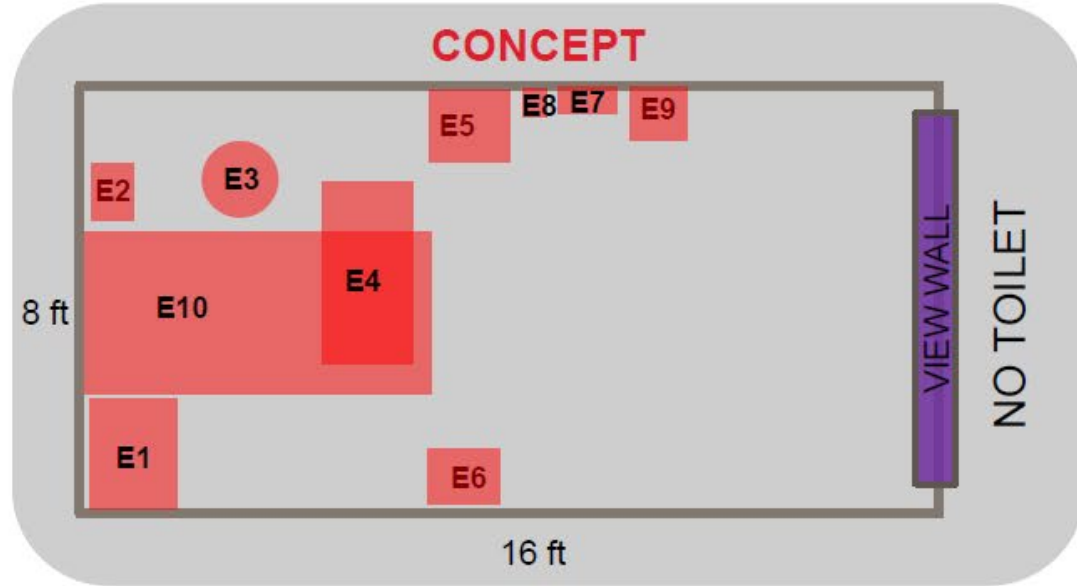 CONCEPT
E5
E8
E7
E9
E2
E3
E4
E10
8 ft
E1
E6
16 ft
VIEW WALL
NO TOILET